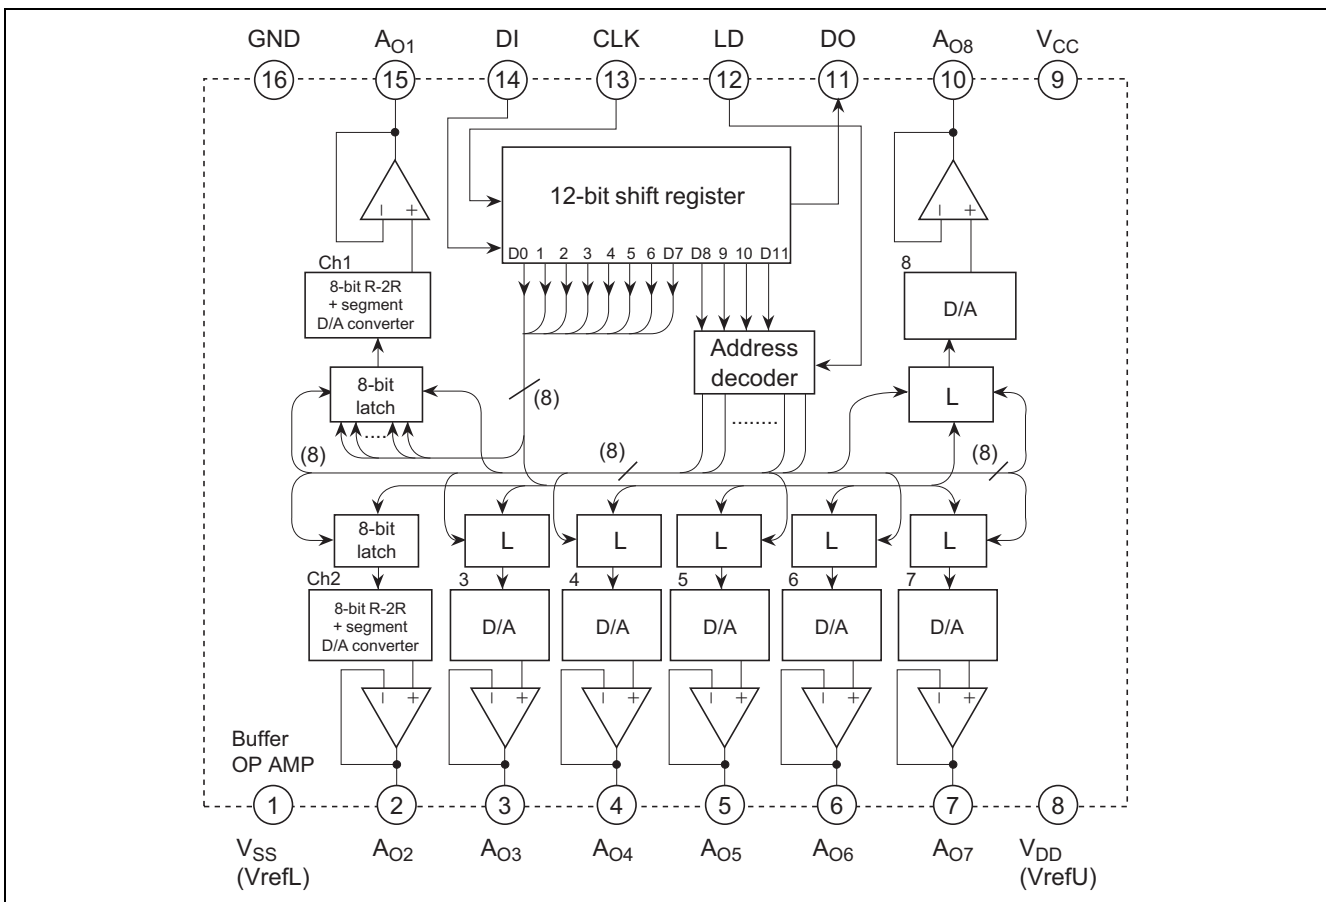 GND AO1 DI CLK LD DO AO8 VCC
16 15 14 13 12 11 10 9
− +
− +
12-bit shift register
D0 1 2 3 4 5 6 D7 D8 9 10 D11
Ch1
8-bit R-2R
+ segment
D/A converter
8
D/A
Address
decoder
........
8-bit
latch
....
(8)
L
(8)
(8)
(8)
8-bit
latch
L
L
L
L
L
Ch2
8-bit R-2R
+ segment
D/A converter
3
D/A
4
D/A
5
D/A
6
D/A
7
D/A
− +
− +
− +
− +
− +
− +
Buffer
OP AMP
1 2 3 4 5 6 7 8
VSS
(VrefL)
AO2 AO3 AO4 AO5 AO6 AO7
VDD
(VrefU)